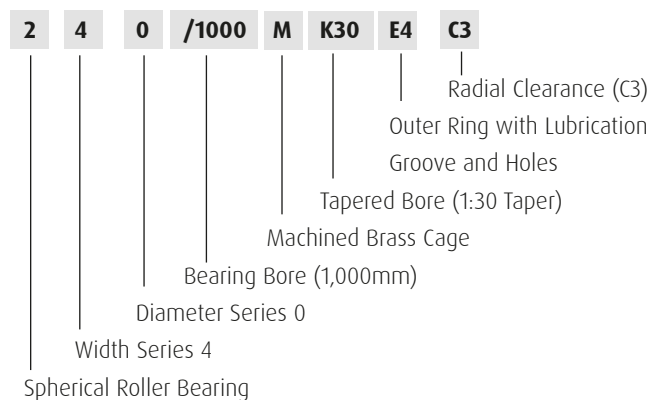 2 4 0 /1000 M K30 E4 C3
Radial Clearance (C3)
Outer Ring with Lubrication
Groove and Holes
Tapered Bore (1:30 Taper)
Machined Brass Cage
Bearing Bore (1,000mm)
Diameter Series 0
Width Series 4
Spherical Roller Bearing